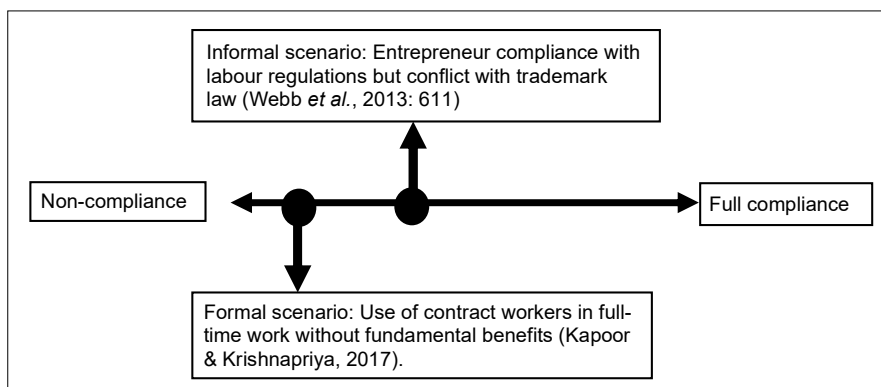 Informal scenario: Entrepreneur compliance with
labour regulations but conflict with trademark
law (Webb et al., 2013: 611)
Non-compliance
Full compliance
Formal scenario: Use of contract workers in full-
time work without fundamental benefits (Kapoor
& Krishnapriya, 2017).